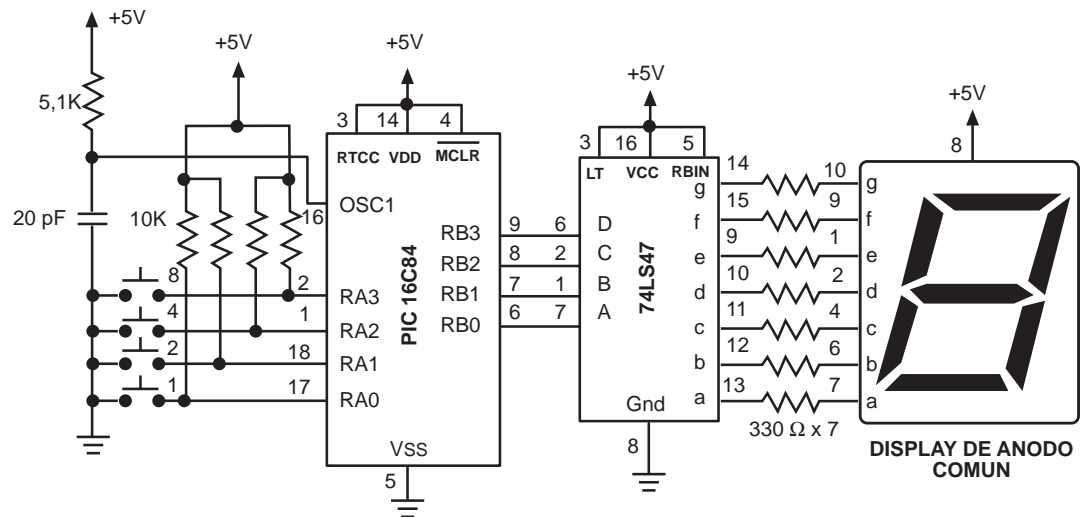 +5V
5,1K
20 pF
10K
+5V
+5V
3 14 4
RTCC VDD MCLR
16 OSC1
8 2 RA3
4 1 RA2
2 18 RA1
1 17 RA0
PIC 16C84
RB3 9 6 D
RB2 8 2 C
RB1 7 1 B
RB0 6 7 A
VSS
5
+5V
3 16 5
LT VCC RBIN
74LS47
g 14 10 g
f 15 9 f
e 9 1 e
d 10 2 d
c 11 4 c
b 12 6 b
a 13 7 a
Gnd
8
330 Ω x 7
+5V
8
DISPLAY DE ANODO
COMUN